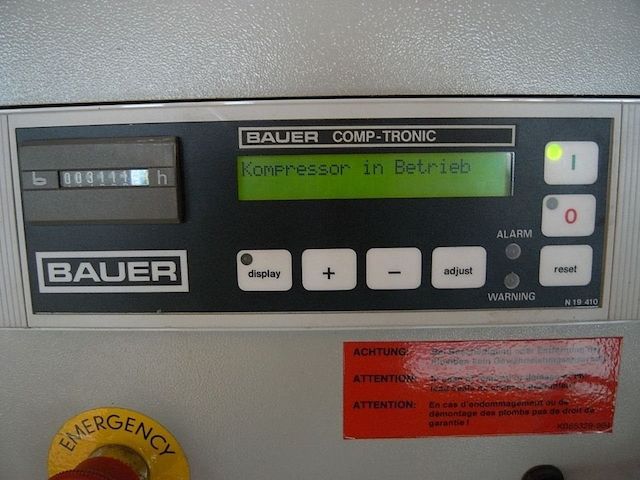 BAUER COMP-TRONIC
Kompressor in Betrieb
h
I
0
BAUER
display
+
−
adjust
ALARM
WARNING
reset
N 19 410
ACHTUNG:
ATTENTION:
ATTENTION: En cas d'endommagement ou de
démontage des plombs pas de droit de
garantie!
EMERGENCY